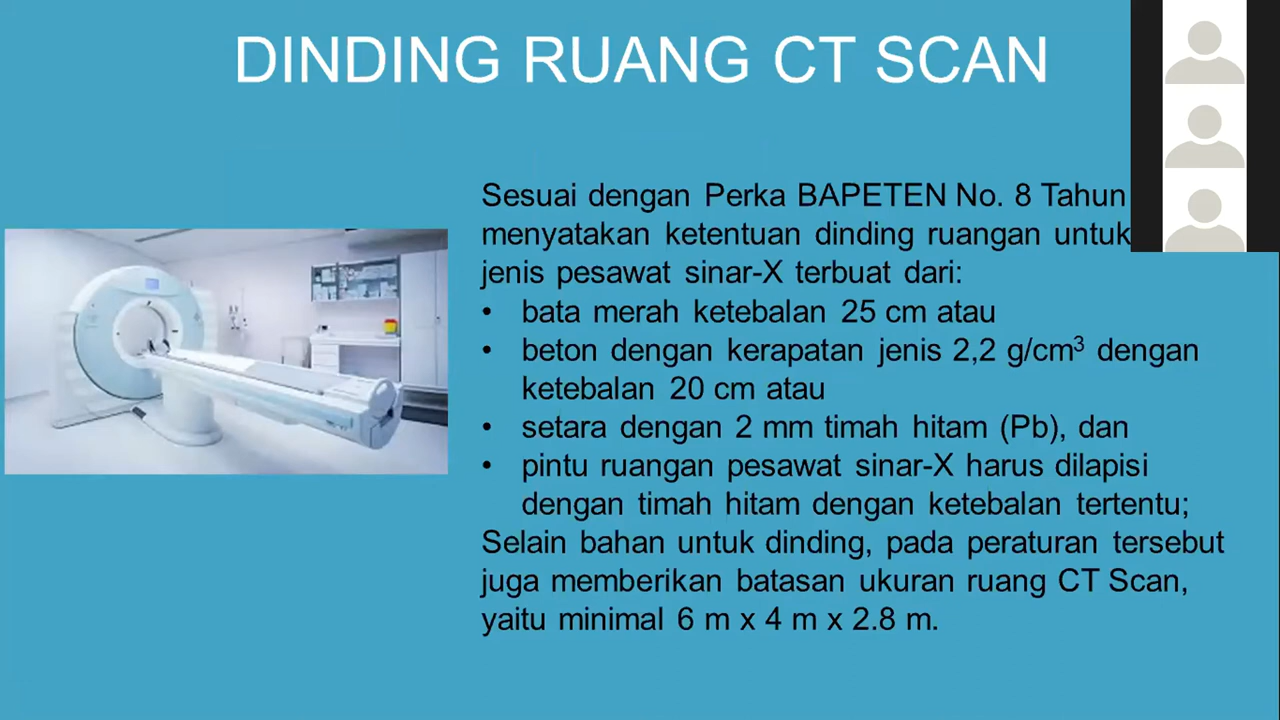 DINDING RUANG CT SCAN
Sesuai dengan Perka BAPETEN No. 8 Tahun
menyatakan ketentuan dinding ruangan untuk
jenis pesawat sinar-X terbuat dari:
• bata merah ketebalan 25 cm atau
• beton dengan kerapatan jenis 2,2 g/cm³ dengan
ketebalan 20 cm atau
• setara dengan 2 mm timah hitam (Pb), dan
• pintu ruangan pesawat sinar-X harus dilapisi
dengan timah hitam dengan ketebalan tertentu;
Selain bahan untuk dinding, pada peraturan tersebut
juga memberikan batasan ukuran ruang CT Scan,
yaitu minimal 6 m x 4 m x 2.8 m.